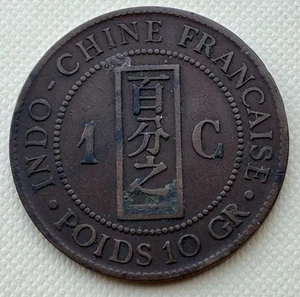 INDO - CHINE FRANÇAISE
1 百分之 C
• POIDS 10 GR •